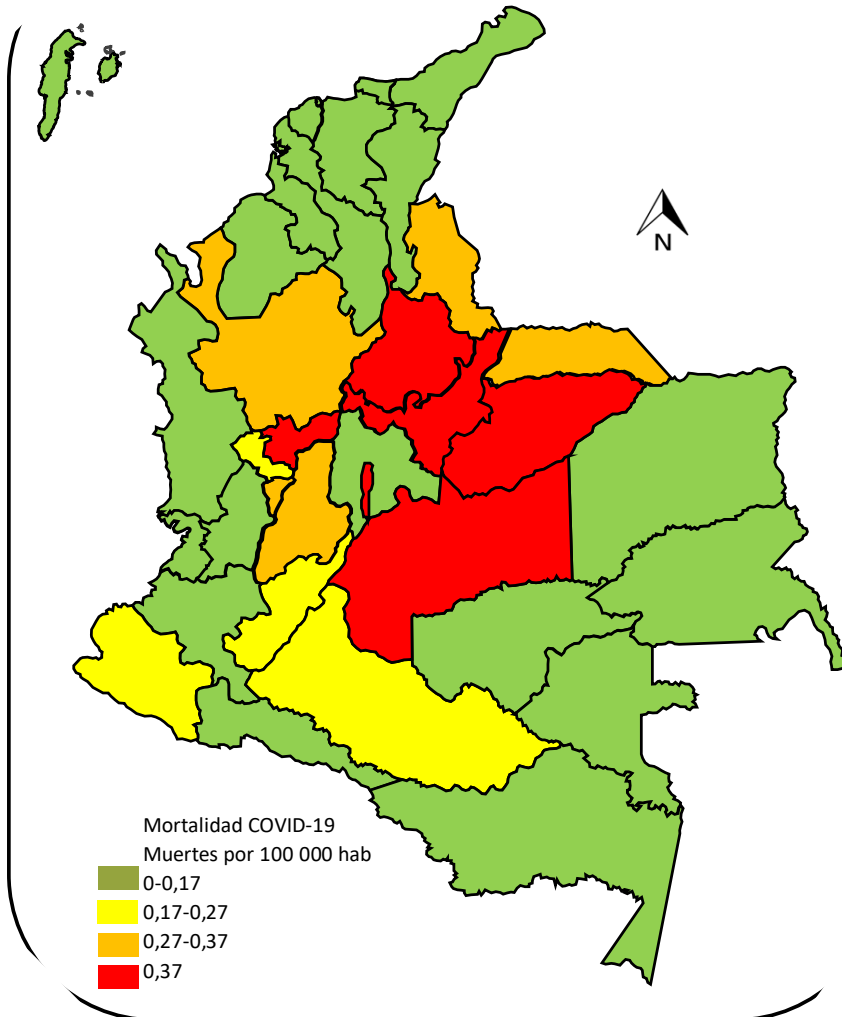 N
Mortalidad COVID-19
Muertes por 100 000 hab
0-0,17
0,17-0,27
0,27-0,37
0,37